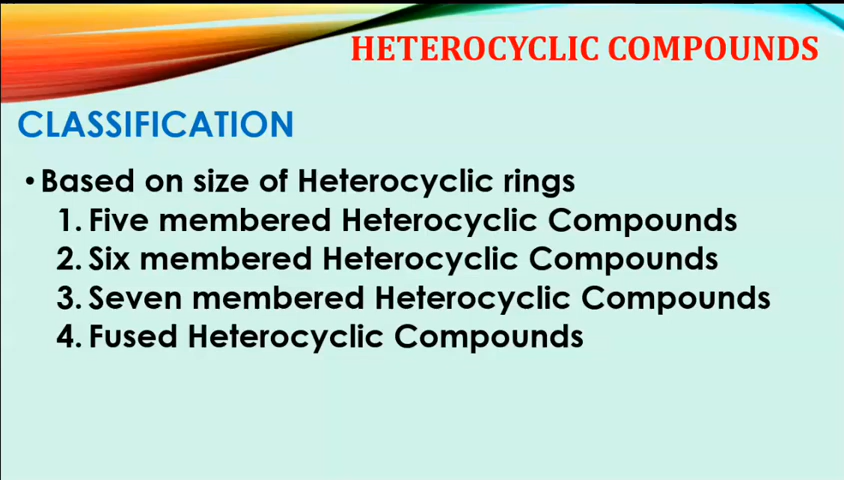 HETEROCYCLIC COMPOUNDS
CLASSIFICATION
• Based on size of Heterocyclic rings
1. Five membered Heterocyclic Compounds
2. Six membered Heterocyclic Compounds
3. Seven membered Heterocyclic Compounds
4. Fused Heterocyclic Compounds